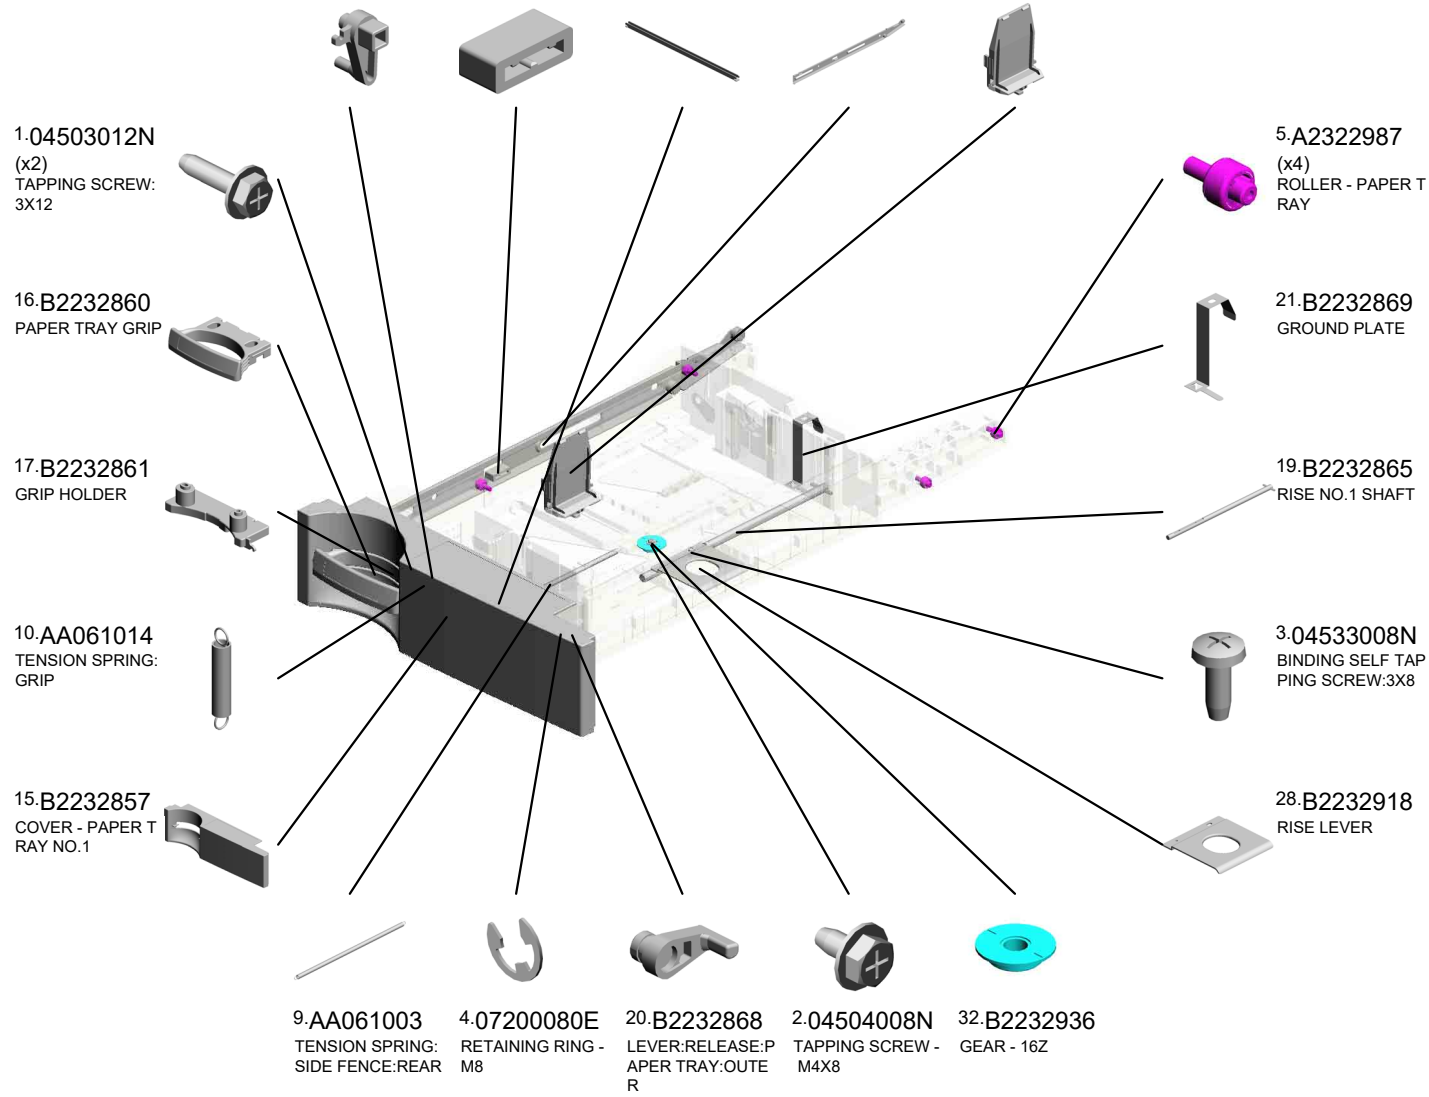 1.04503012N
(x2)
TAPPING SCREW:
3X12
16.B2232860
PAPER TRAY GRIP
17.B2232861
GRIP HOLDER
10.AA061014
TENSION SPRING:
GRIP
15.B2232857
COVER - PAPER T
RAY NO.1
5.A2322987
(x4)
ROLLER - PAPER T
RAY
21.B2232869
GROUND PLATE
19.B2232865
RISE NO.1 SHAFT
3.04533008N
BINDING SELF TAP
PING SCREW:3X8
28.B2232918
RISE LEVER
9.AA061003
TENSION SPRING:
SIDE FENCE:REAR
4.07200080E
RETAINING RING -
M8
20.B2232868
LEVER:RELEASE:P
APER TRAY:OUTE
R
2.04504008N
TAPPING SCREW -
M4X8
32.B2232936
GEAR - 16Z